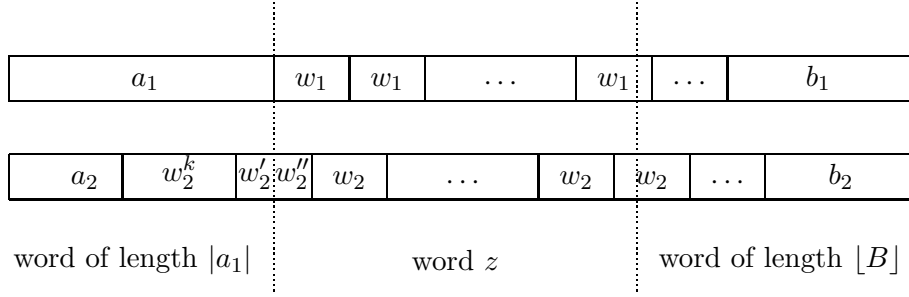 a₁ w₁ w₁ … w₁ … b₁
a₂ w₂ᵏ w₂′ w₂″ w₂ … w₂ w₂ … b₂
word of length |a₁| word z word of length ⌊B⌋